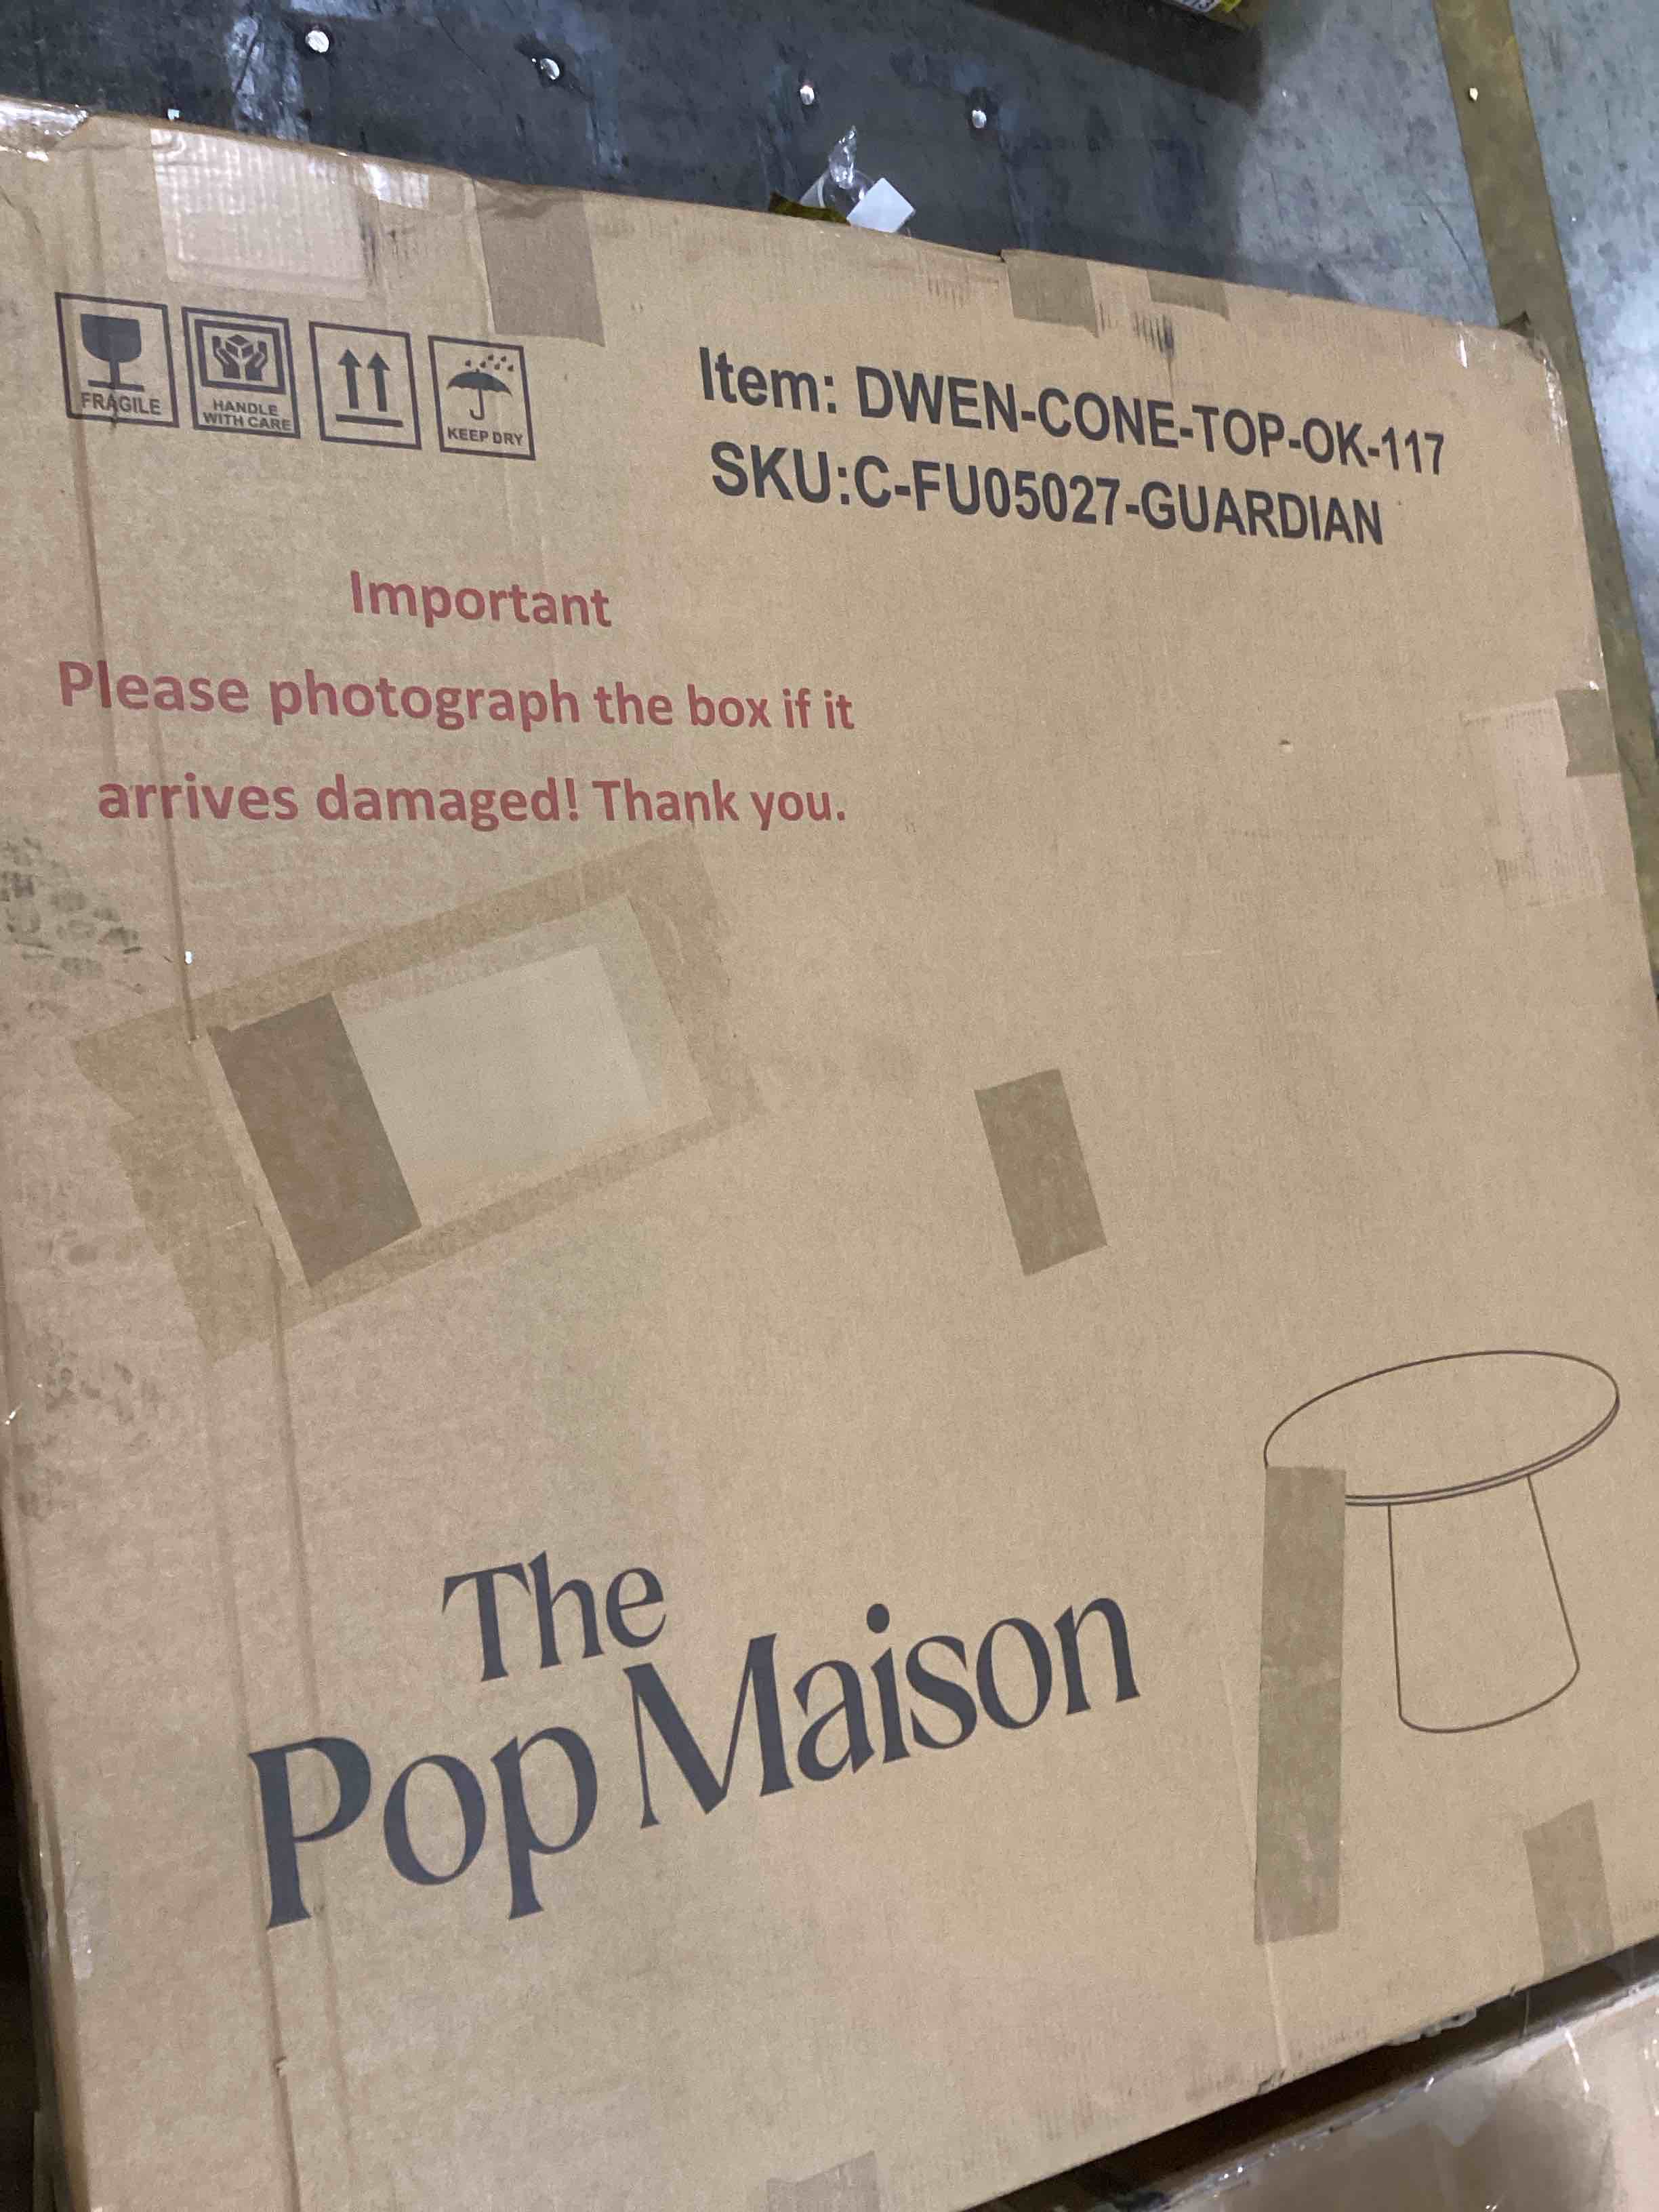 FRAGILE
HANDLE
WITH CARE
KEEP DRY
Item: DWEN-CONE-TOP-OK-117
SKU:C-FU05027-GUARDIAN
Important
Please photograph the box if it
arrives damaged! Thank you.
The
Pop Maison